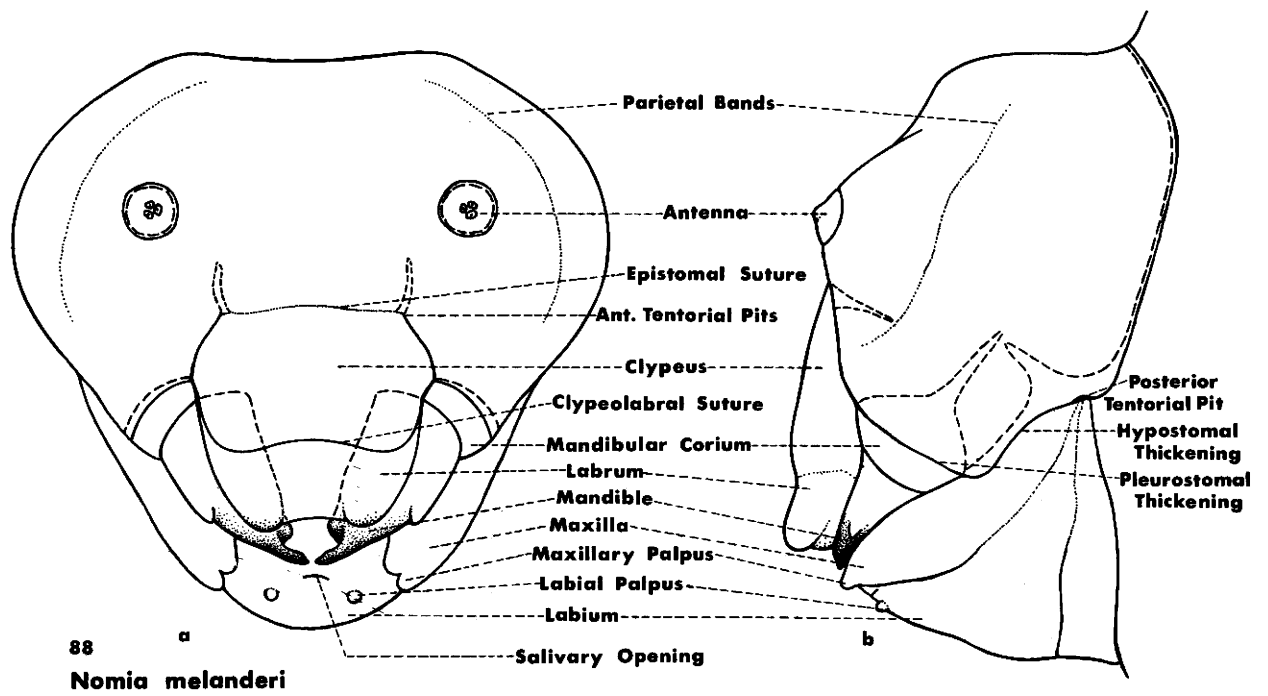 Parietal Bands
Antenna
Epistomal Suture
Ant. Tentorial Pits
Clypeus
Clypeolabral Suture
Mandibular Corium
Labrum
Mandible
Maxilla
Maxillary Palpus
Labial Palpus
Labium
Salivary Opening
Posterior
Tentorial Pit
Hypostomal
Thickening
Pleurostomal
Thickening
a
b
88
Nomia melanderi